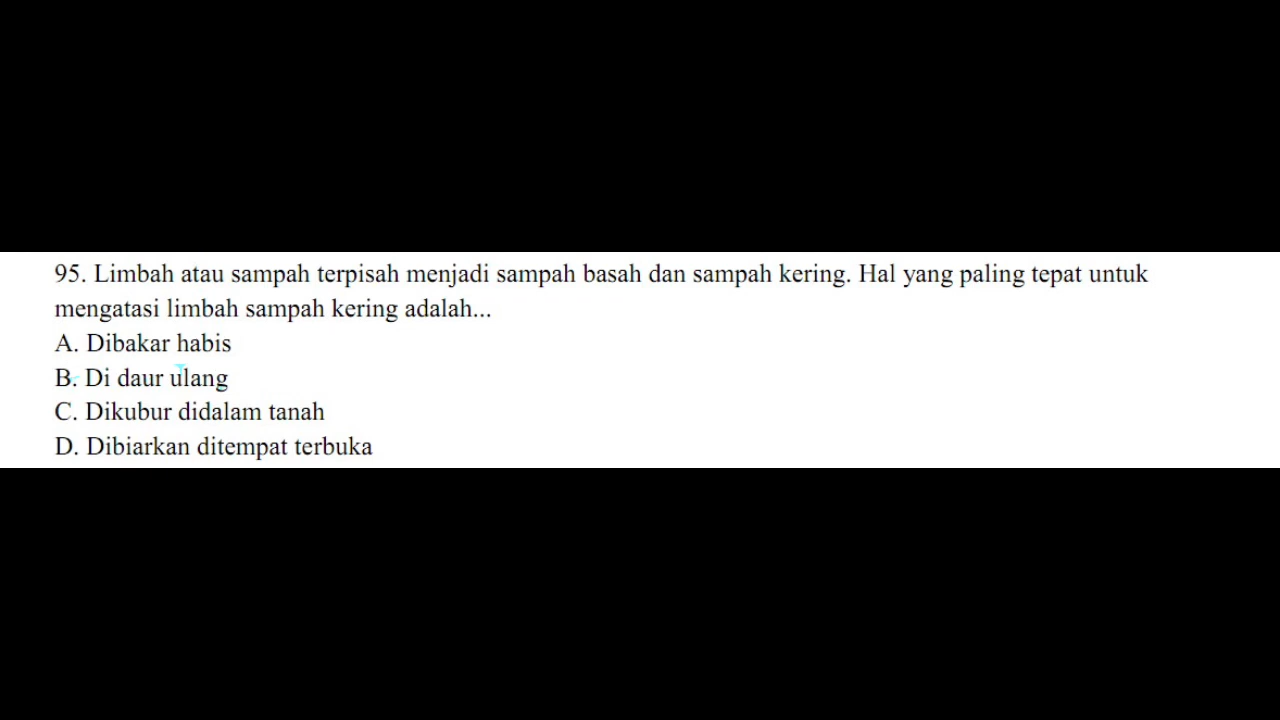 95. Limbah atau sampah terpisah menjadi sampah basah dan sampah kering. Hal yang paling tepat untuk
mengatasi limbah sampah kering adalah...
A. Dibakar habis
B. Di daur ulang
C. Dikubur didalam tanah
D. Dibiarkan ditempat terbuka